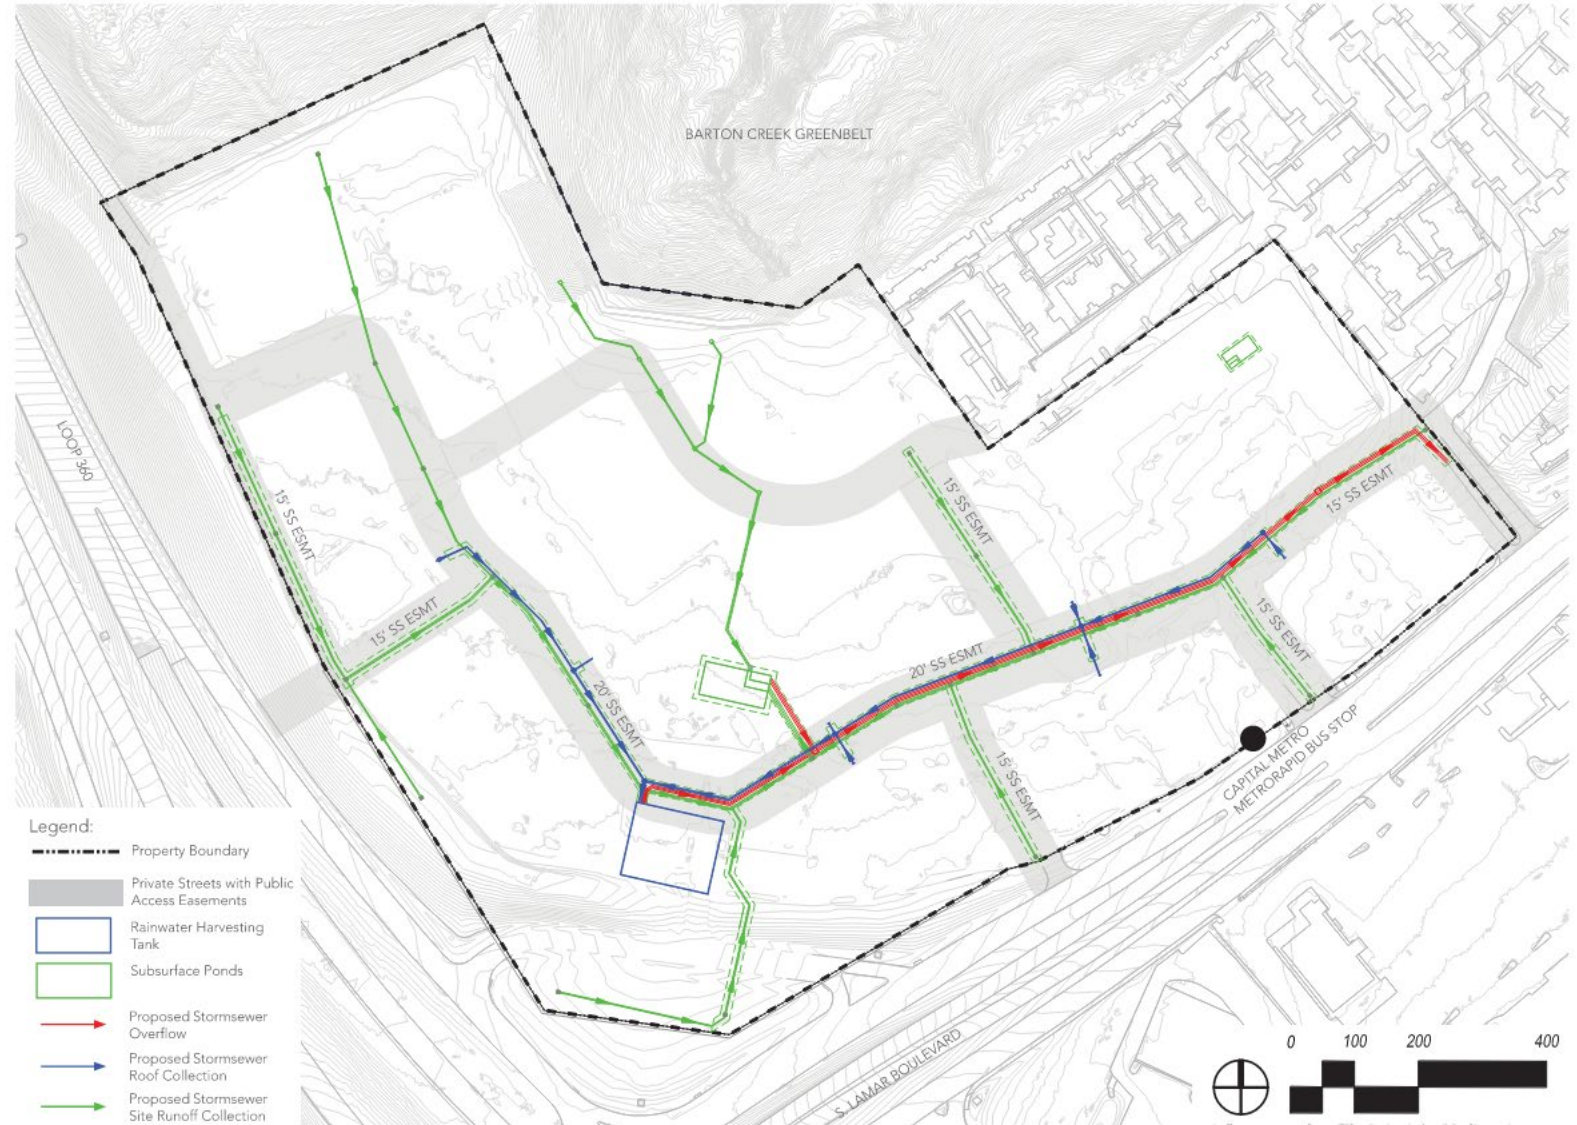 BARTON CREEK GREENBELT
LOOP 360
15' SS ESMT
15' SS ESMT
15' SS ESMT
15' SS ESMT
20' SS ESMT
20' SS ESMT
15' SS ESMT
15' SS ESMT
CAPITAL METRO
METRORAPID BUS STOP
S. LAMAR BOULEVARD
Legend:
Property Boundary
Private Streets with Public
Access Easements
Rainwater Harvesting
Tank
Subsurface Ponds
Proposed Stormsewer
Overflow
Proposed Stormsewer
Roof Collection
Proposed Stormsewer
Site Runoff Collection
0 100 200 400